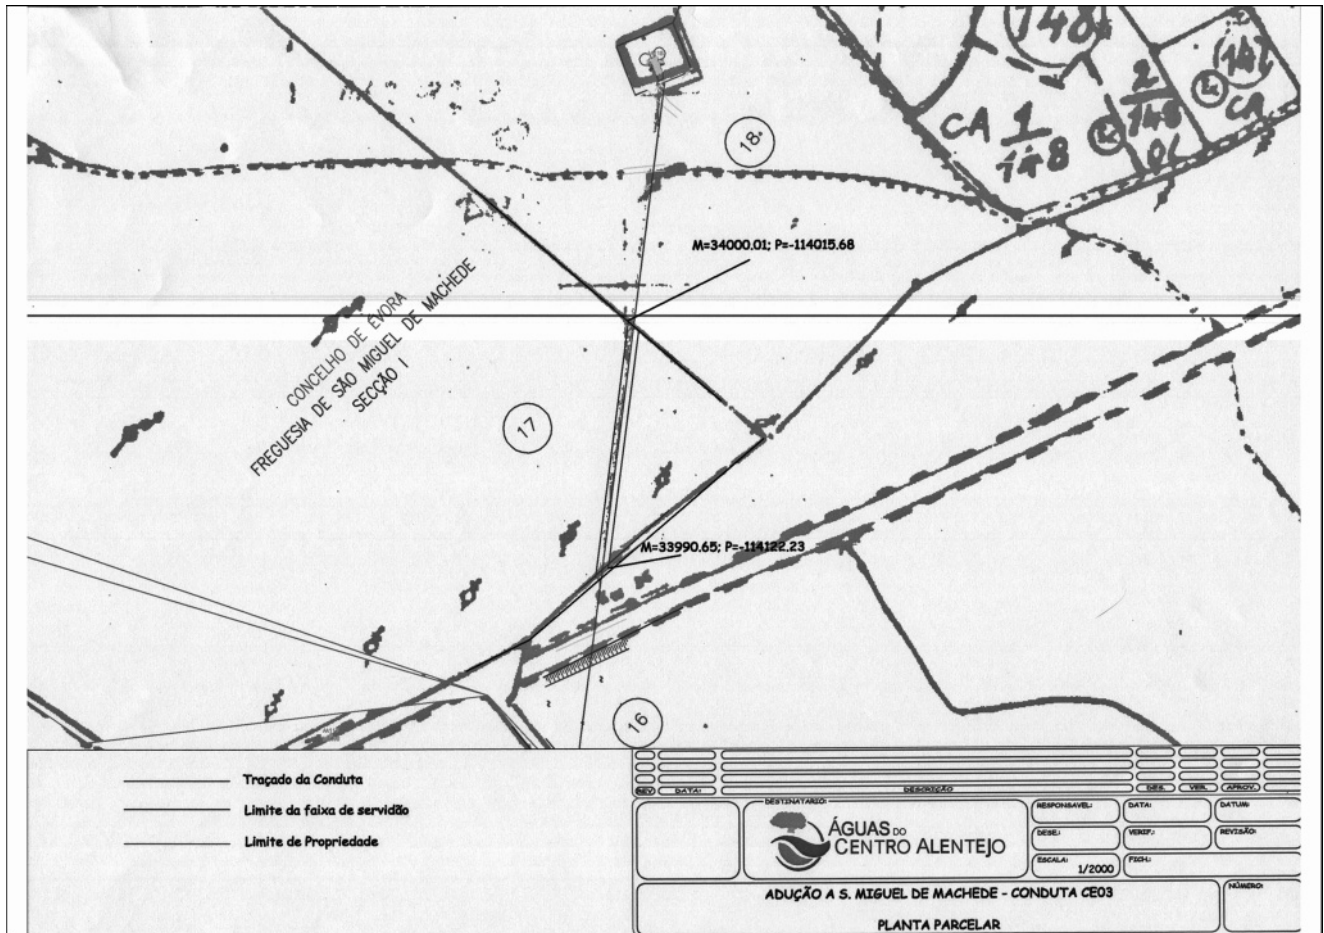 748
18
CA 1/148
2/148
CA
M=34000.01; P=-114015.68
CONCELHO DE ÉVORA
FREGUESIA DE SÃO MIGUEL DE MACHEDE
SECÇÃO I
17
M=33990.65; P=-114122.23
16
Traçado da Conduta
Limite da faixa de servidão
Limite de Propriedade
REV.
DATA:
DESCRIÇÃO
DES.
VER.
APROV.
DESTINATARIO:
ÁGUAS DO
CENTRO ALENTEJO
RESPONSAVEL:
DATA:
DATUM:
DESE.:
VERIF.:
REVISÃO:
ESCALA:
1/2000
FICH.:
ADUÇÃO A S. MIGUEL DE MACHEDE - CONDUTA CE03
PLANTA PARCELAR
NÚMERO: